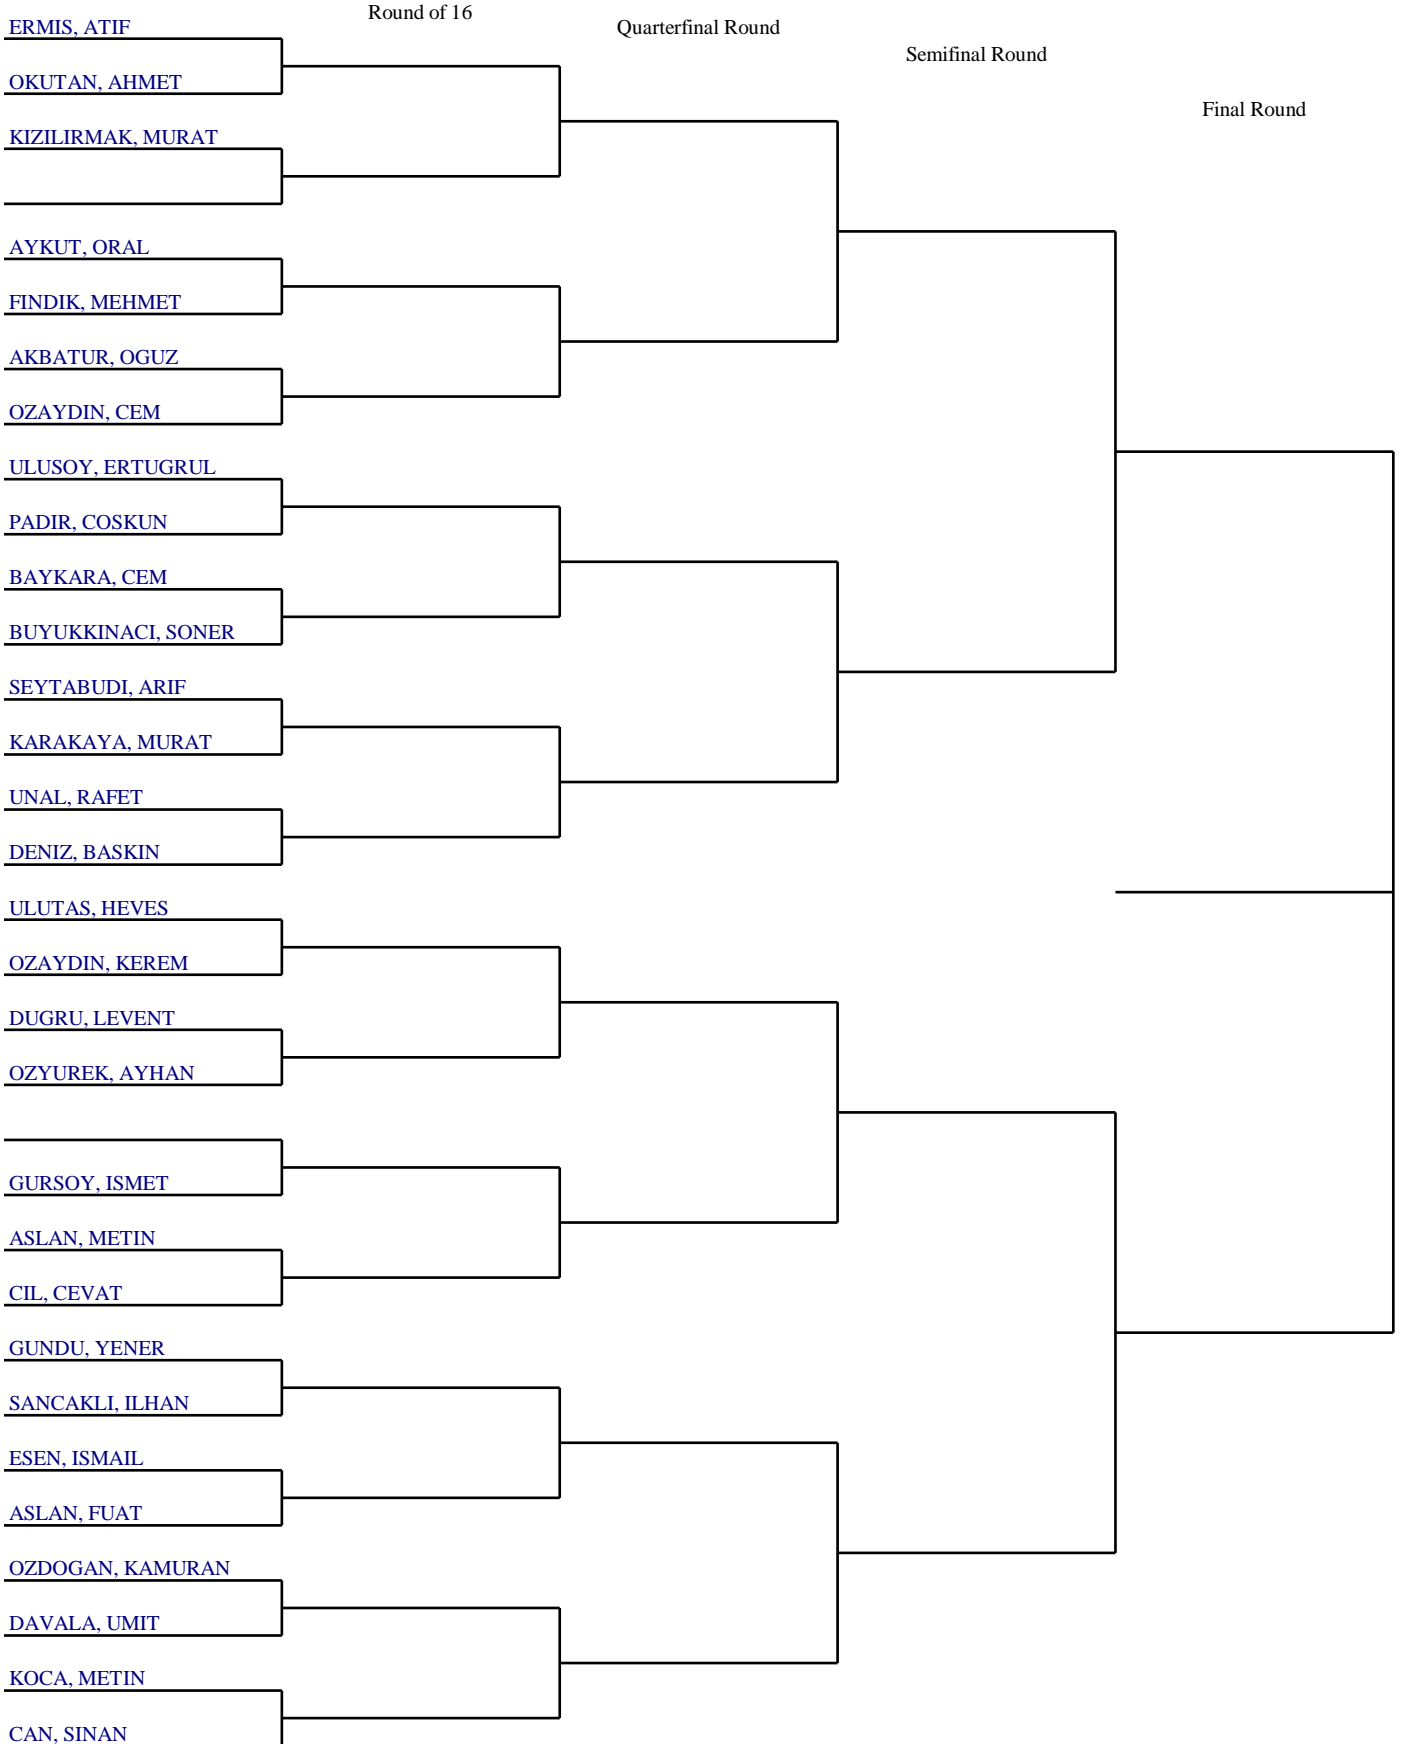 Round of 16
Quarterfinal Round
Semifinal Round
Final Round
ERMIS, ATIF
OKUTAN, AHMET
KIZILIRMAK, MURAT
AYKUT, ORAL
FINDIK, MEHMET
AKBATUR, OGUZ
OZAYDIN, CEM
ULUSOY, ERTUGRUL
PADIR, COSKUN
BAYKARA, CEM
BUYUKKINACI, SONER
SEYTABUDI, ARIF
KARAKAYA, MURAT
UNAL, RAFET
DENIZ, BASKIN
ULUTAS, HEVES
OZAYDIN, KEREM
DUGRU, LEVENT
OZYUREK, AYHAN
GURSOY, ISMET
ASLAN, METIN
CIL, CEVAT
GUNDU, YENER
SANCAKLI, ILHAN
ESEN, ISMAIL
ASLAN, FUAT
OZDOGAN, KAMURAN
DAVALA, UMIT
KOCA, METIN
CAN, SINAN